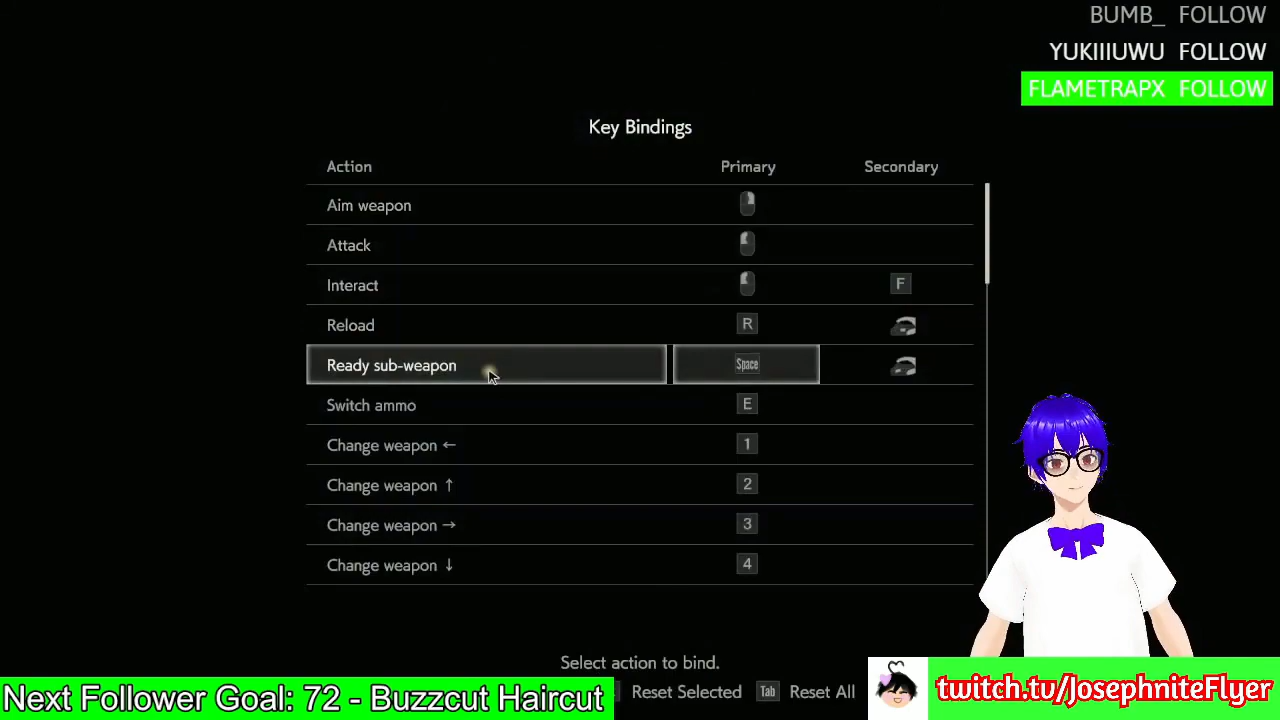 BUMB_ FOLLOW
YUKIIIUWU FOLLOW
FLAMETRAPX FOLLOW
Key Bindings
Action Primary Secondary
Aim weapon
Attack
Interact F
Reload R
Ready sub-weapon Space
Switch ammo E
Change weapon ← 1
Change weapon ↑ 2
Change weapon → 3
Change weapon ↓ 4
Select action to bind.
Reset Selected Tab Reset All
Next Follower Goal: 72 - Buzzcut Haircut
twitch.tv/JosephniteFlyer